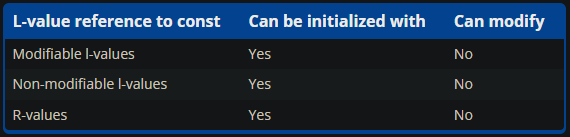 L-value reference to const Can be initialized with Can modify
Modifiable l-values Yes No
Non-modifiable l-values Yes No
R-values Yes No